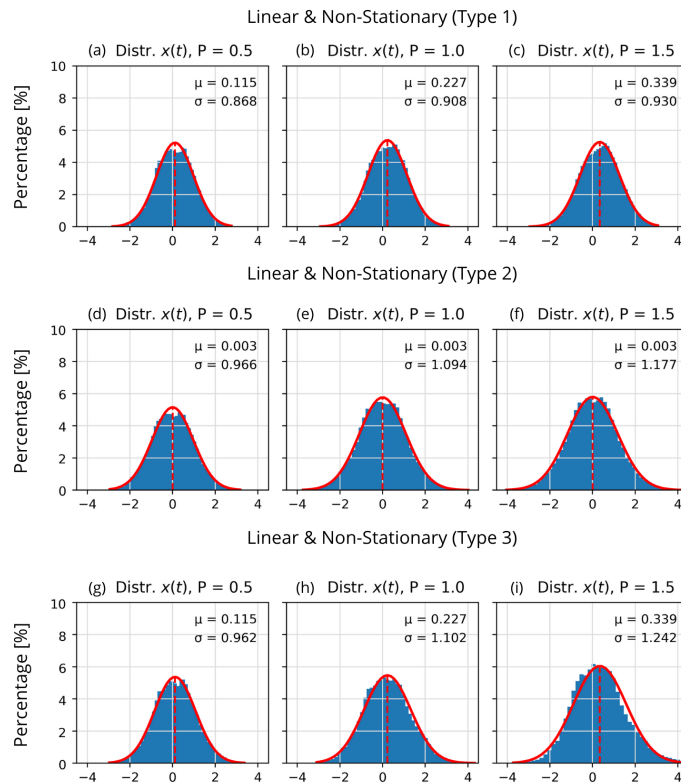 Linear & Non-Stationary (Type 1)
(a) Distr. x(t), P = 0.5
(b) Distr. x(t), P = 1.0
(c) Distr. x(t), P = 1.5
Percentage [%]
10
8
6
4
2
0
μ = 0.115
σ = 0.868
μ = 0.227
σ = 0.908
μ = 0.339
σ = 0.930
−4 −2 0 2 4
−4 −2 0 2 4
−4 −2 0 2 4
Linear & Non-Stationary (Type 2)
(d) Distr. x(t), P = 0.5
(e) Distr. x(t), P = 1.0
(f) Distr. x(t), P = 1.5
Percentage [%]
10
8
6
4
2
0
μ = 0.003
σ = 0.966
μ = 0.003
σ = 1.094
μ = 0.003
σ = 1.177
−4 −2 0 2 4
−4 −2 0 2 4
−4 −2 0 2 4
Linear & Non-Stationary (Type 3)
(g) Distr. x(t), P = 0.5
(h) Distr. x(t), P = 1.0
(i) Distr. x(t), P = 1.5
Percentage [%]
10
8
6
4
2
0
μ = 0.115
σ = 0.962
μ = 0.227
σ = 1.102
μ = 0.339
σ = 1.242
−4 −2 0 2 4
−4 −2 0 2 4
−4 −2 0 2 4